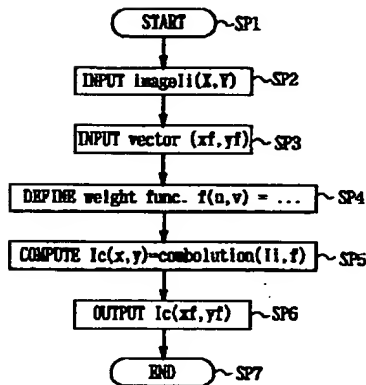 START SP1
INPUT imageIi(X,Y) SP2
INPUT vector (xf,yf) SP3
DEFINE weight func. f(u,v) = ... SP4
COMPUTE Ic(x,y)=combolution(Ii,f) SP5
OUTPUT Ic(xf,yf) SP6
END SP7